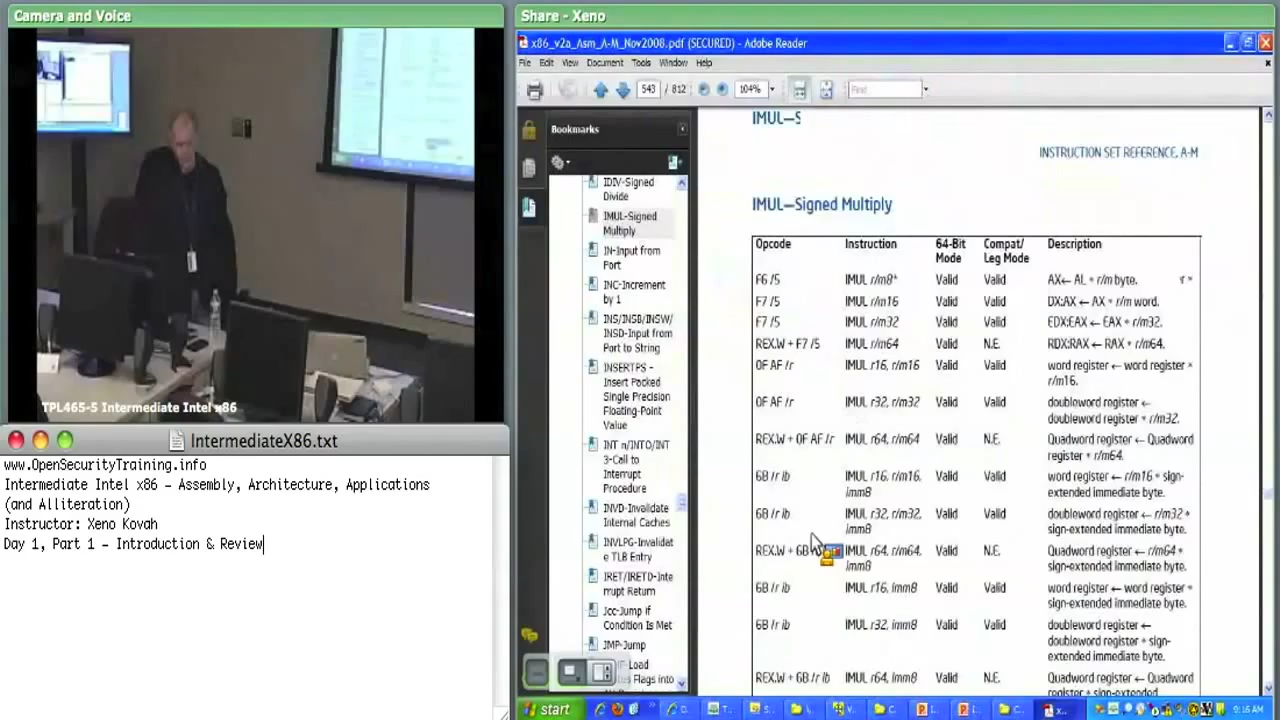 Camera and Voice
TPL465-S Intermediate Intel x86
IntermediateX86.txt
www.OpenSecurityTraining.info
Intermediate Intel x86 – Assembly, Architecture, Applications
(and Alliteration)
Instructor: Xeno Kovah
Day 1, Part 1 – Introduction & Review
Share - Xeno
x86_v2a_Asm_A-M_Nov2008.pdf (SECURED) - Adobe Reader
File Edit View Document Tools Window Help
543 / 812 104% Find
Bookmarks
IDIV-Signed
Divide
IMUL-Signed
Multiply
IN-Input from
Port
INC-Increment
by 1
INS/INSB/INSW/
INSD-Input from
Port to String
INSERTPS -
Insert Packed
Single Precision
Floating-Point
Value
INT n/INTO/INT
3-Call to
Interrupt
Procedure
INVD-Invalidate
Internal Caches
INVLPG-Invalidat
e TLB Entry
IRET/IRETD-Inte
rrupt Return
Jcc-Jump if
Condition Is Met
JMP-Jump
Load
Flags into
IMUL—S
INSTRUCTION SET REFERENCE, A-M
IMUL—Signed Multiply
Opcode Instruction 64-Bit Mode Compat/ Leg Mode Description
F6 /5 IMUL r/m8* Valid Valid AX← AL * r/m byte.
F7 /5 IMUL r/m16 Valid Valid DX:AX ← AX * r/m word.
F7 /5 IMUL r/m32 Valid Valid EDX:EAX ← EAX * r/m32.
REX.W + F7 /5 IMUL r/m64 Valid N.E. RDX:RAX ← RAX * r/m64.
0F AF /r IMUL r16, r/m16 Valid Valid word register ← word register *
r/m16.
0F AF /r IMUL r32, r/m32 Valid Valid doubleword register ←
doubleword register * r/m32.
REX.W + 0F AF /r IMUL r64, r/m64 Valid N.E. Quadword register ← Quadword
register * r/m64.
6B /r ib IMUL r16, r/m16, Valid Valid word register ← r/m16 * sign-
imm8 extended immediate byte.
6B /r ib IMUL r32, r/m32, Valid Valid doubleword register ← r/m32 *
imm8 sign-extended immediate byte.
REX.W + 6B IMUL r64, r/m64, Valid N.E. Quadword register ← r/m64 *
imm8 sign-extended immediate byte.
6B /r ib IMUL r16, imm8 Valid Valid word register ← word register *
sign-extended immediate byte.
6B /r ib IMUL r32, imm8 Valid Valid doubleword register ←
doubleword register * sign-
extended immediate byte.
REX.W + 6B /r ib IMUL r64, imm8 Valid N.E. Quadword register ← Quadword
register * sign-extended
start
9:16 AM